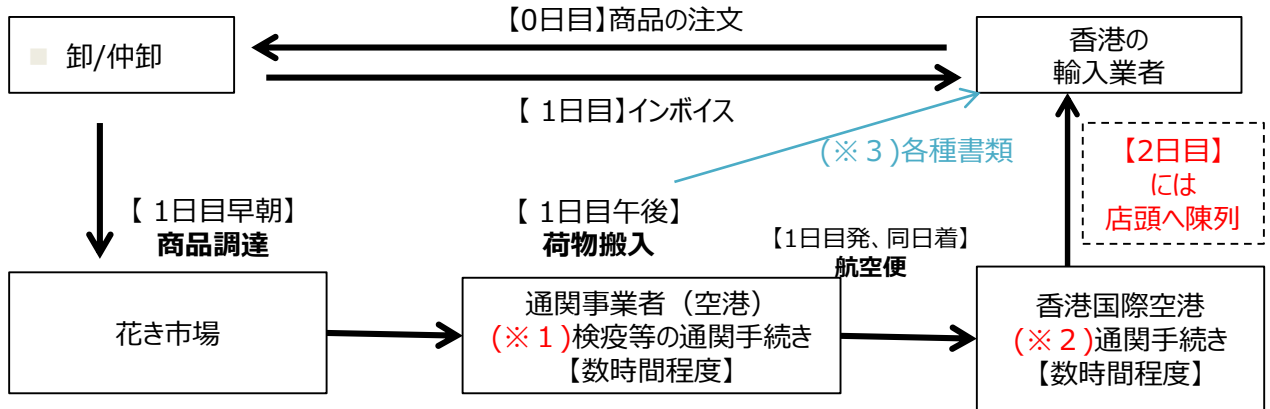 【0日目】商品の注文
卸/仲卸
香港の
輸入業者
【 1日目】インボイス
(※３)各種書類
【2日目】
には
店頭へ陳列
【 1日目早朝】
商品調達
【 1日目午後】
荷物搬入
【1日目発、同日着】
航空便
花き市場
通関事業者（空港）
(※１)検疫等の通関手続き
【数時間程度】
香港国際空港
(※２)通関手続き
【数時間程度】